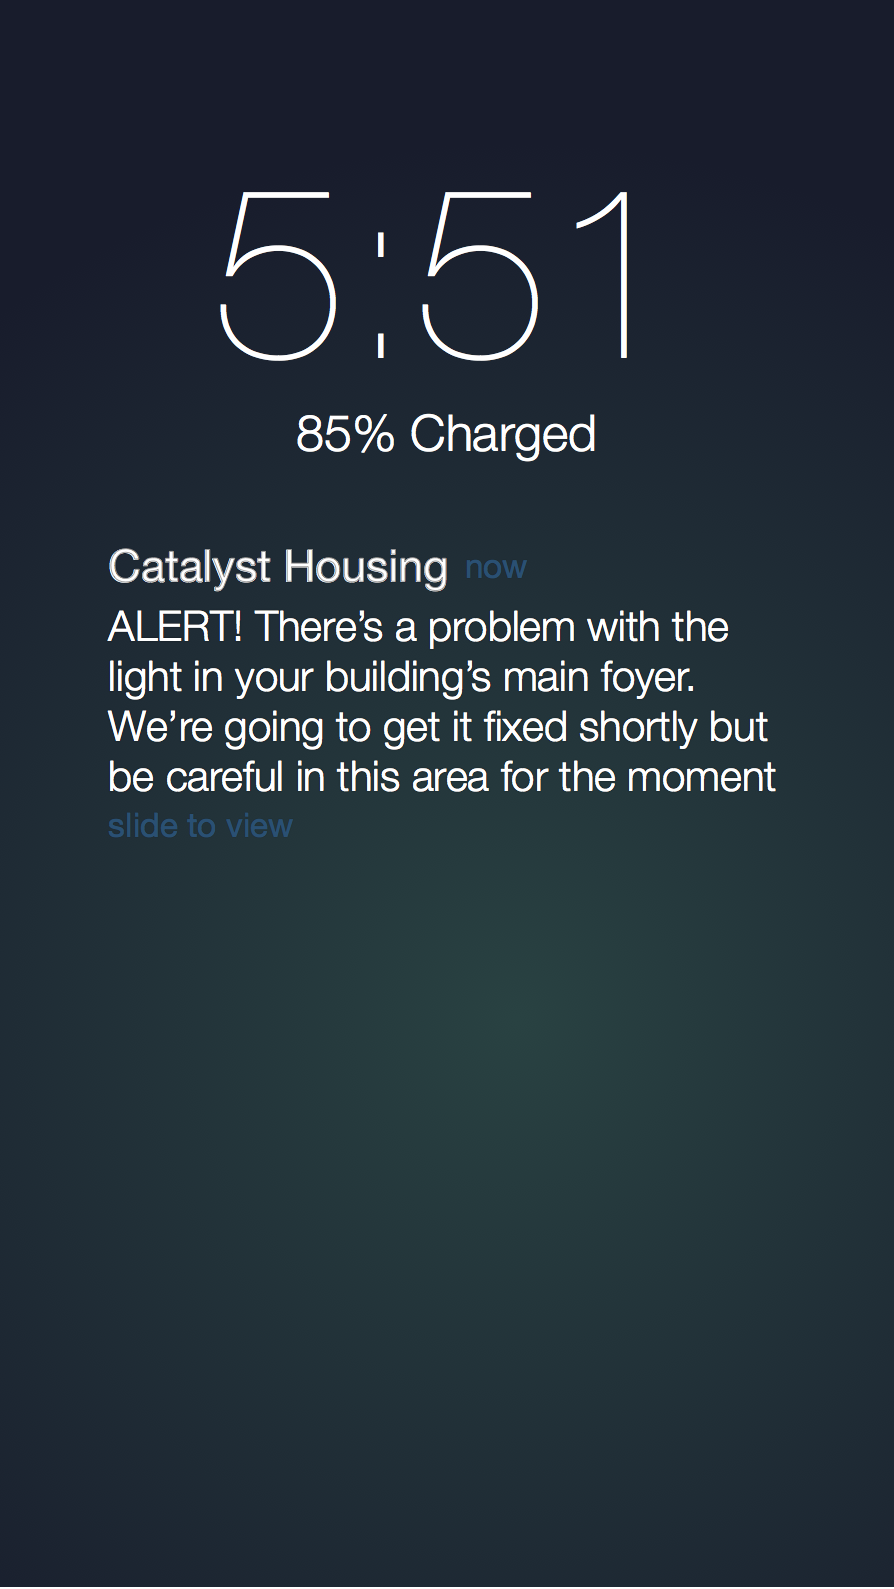 5:51
85% Charged
Catalyst Housing now
ALERT! There’s a problem with the
light in your building’s main foyer.
We’re going to get it fixed shortly but
be careful in this area for the moment
slide to view